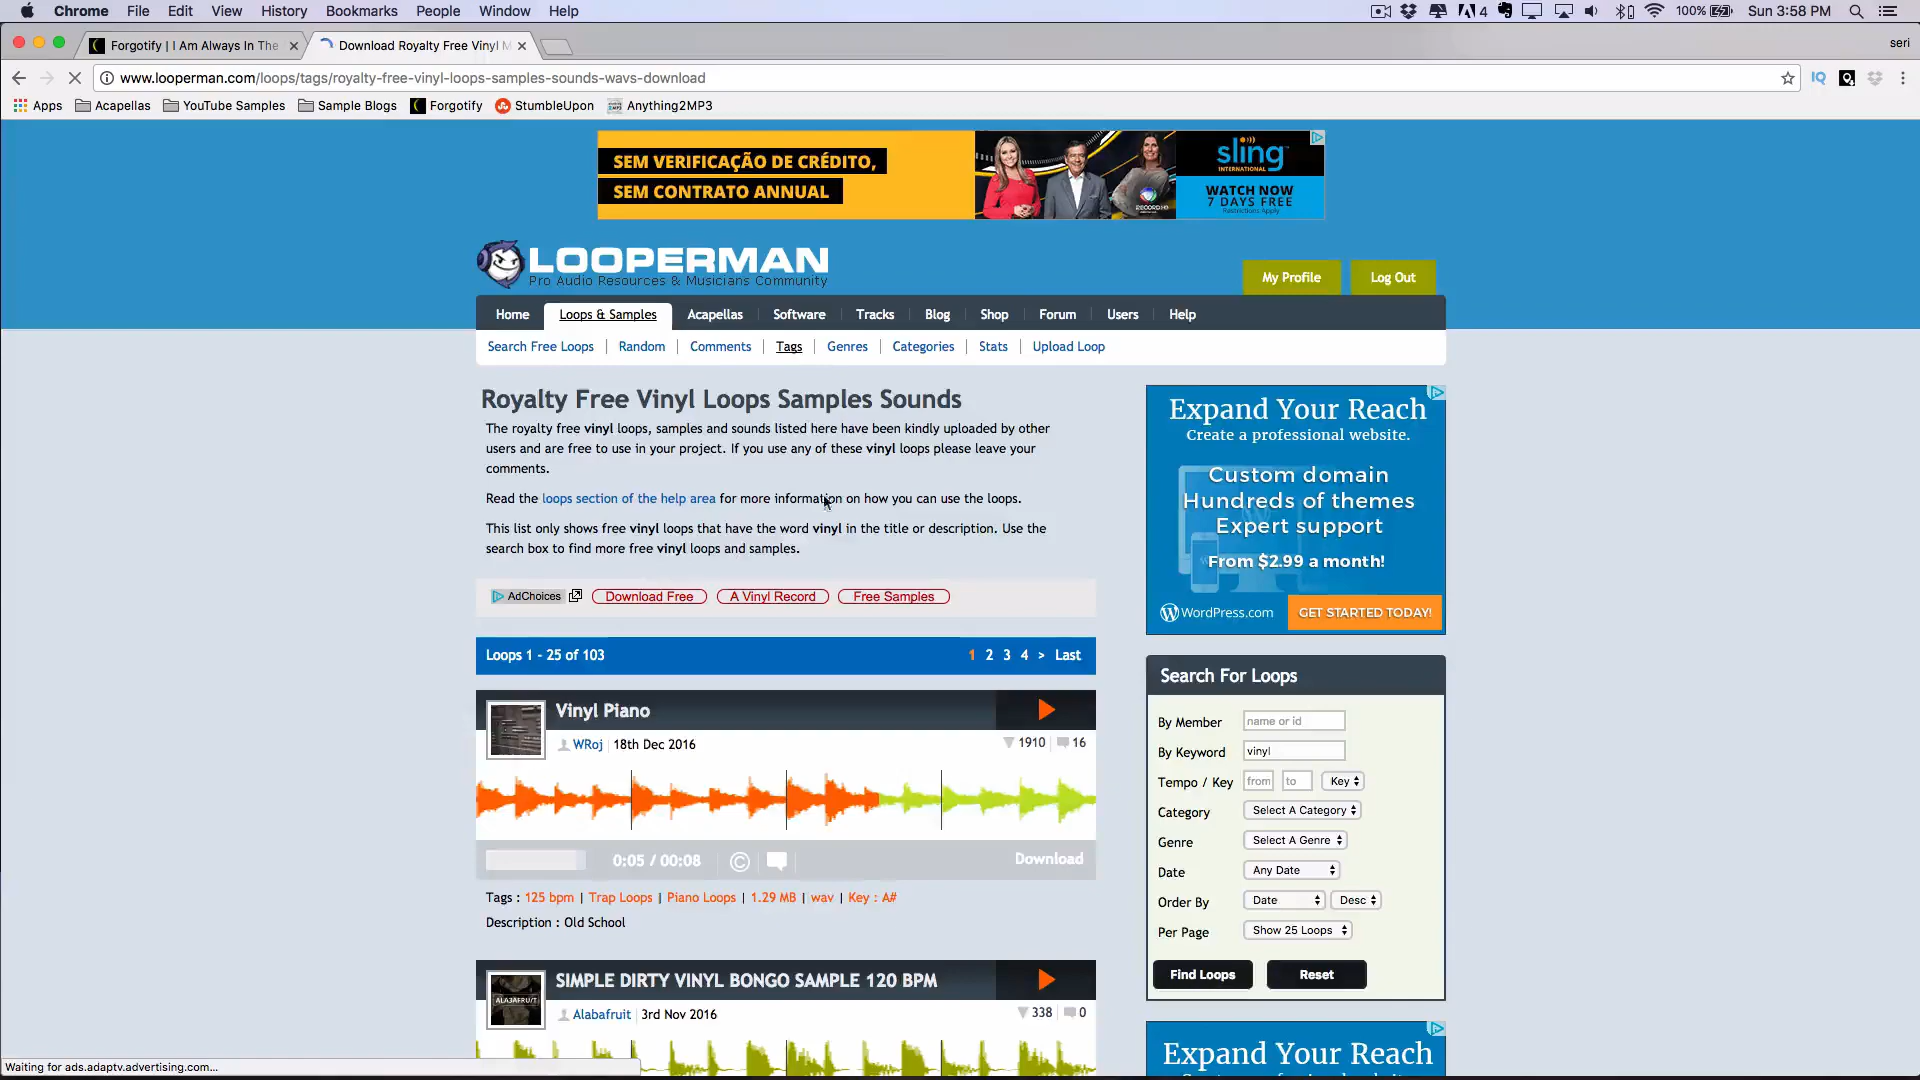 Chrome File Edit View History Bookmarks People Window Help 4 100% Sun 3:58 PM
Forgotify | I Am Always In The Download Royalty Free Vinyl M seri
www.looperman.com/loops/tags/royalty-free-vinyl-loops-samples-sounds-wavs-download IQ
Apps Acapellas YouTube Samples Sample Blogs Forgotify StumbleUpon Anything2MP3
SEM VERIFICAÇÃO DE CRÉDITO,
SEM CONTRATO ANNUAL
RECORD HD
sling
INTERNATIONAL
WATCH NOW
7 DAYS FREE
Restrictions Apply
LOOPERMAN
Pro Audio Resources & Musicians Community
My Profile Log Out
Home Loops & Samples Acapellas Software Tracks Blog Shop Forum Users Help
Search Free Loops Random Comments Tags Genres Categories Stats Upload Loop
Royalty Free Vinyl Loops Samples Sounds
The royalty free vinyl loops, samples and sounds listed here have been kindly uploaded by other
users and are free to use in your project. If you use any of these vinyl loops please leave your
comments.
Read the loops section of the help area for more information on how you can use the loops.
This list only shows free vinyl loops that have the word vinyl in the title or description. Use the
search box to find more free vinyl loops and samples.
AdChoices Download Free A Vinyl Record Free Samples
Loops 1 - 25 of 103 1 2 3 4 > Last
Vinyl Piano
WRoj 18th Dec 2016 1910 16
0:05 / 00:08 © Download
Tags : 125 bpm | Trap Loops | Piano Loops | 1.29 MB | wav | Key : A#
Description : Old School
SIMPLE DIRTY VINYL BONGO SAMPLE 120 BPM
ALABAFRUIT
Alabafruit 3rd Nov 2016 338 0
Expand Your Reach
Create a professional website.
Custom domain
Hundreds of themes
Expert support
From $2.99 a month!
WordPress.com GET STARTED TODAY!
Search For Loops
By Member name or id
By Keyword vinyl
Tempo / Key from to Key
Category Select A Category
Genre Select A Genre
Date Any Date
Order By Date Desc
Per Page Show 25 Loops
Find Loops Reset
Expand Your Reach
Waiting for ads.adaptv.advertising.com...